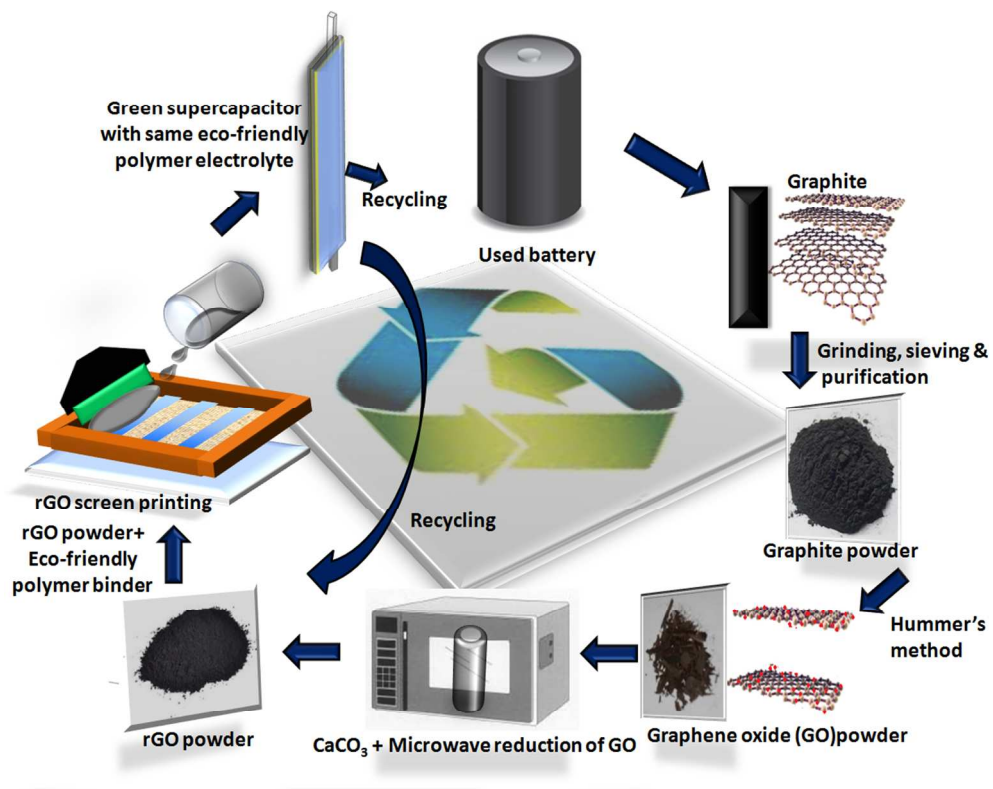 Green supercapacitor
with same eco-friendly
polymer electrolyte
Recycling
Used battery
Graphite
Grinding, sieving &
purification
Graphite powder
Hummer's
method
Graphene oxide (GO)powder
CaCO₃ + Microwave reduction of GO
rGO powder
rGO powder+
Eco-friendly
polymer binder
rGO screen printing
Recycling